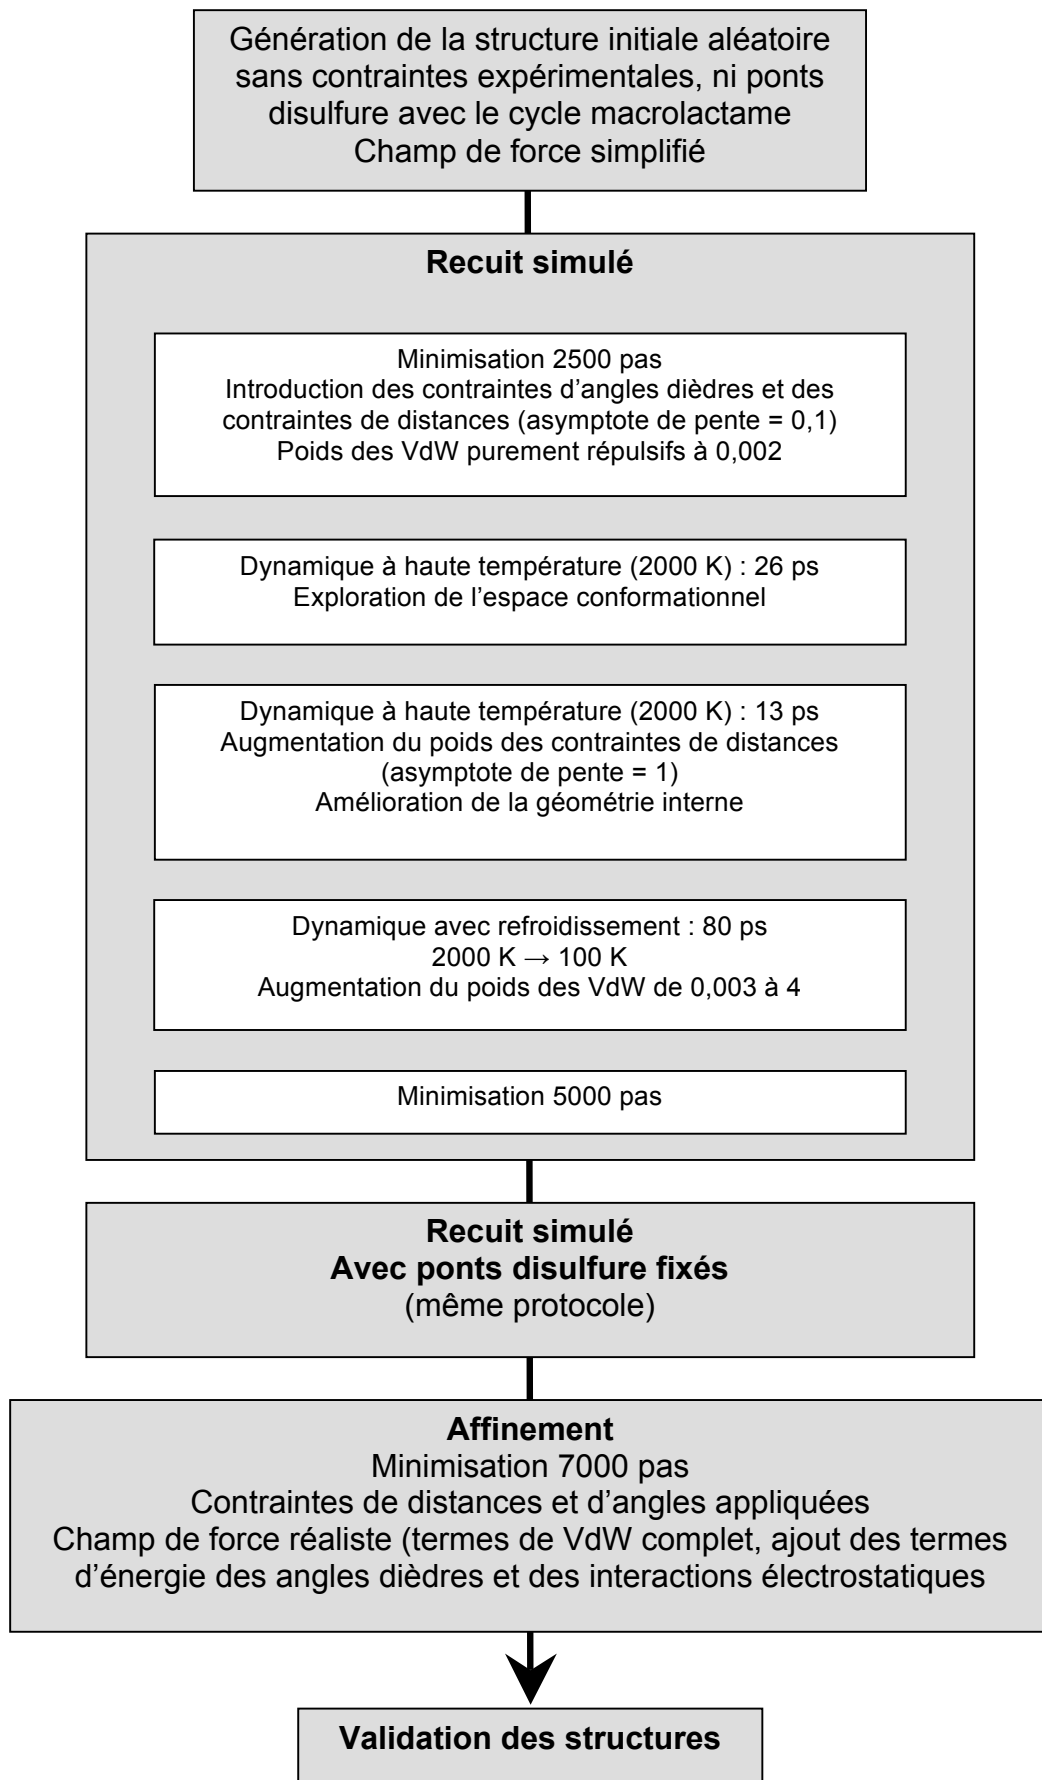 Génération de la structure initiale aléatoire
sans contraintes expérimentales, ni ponts
disulfure avec le cycle macrolactame
Champ de force simplifié
Recuit simulé
Minimisation 2500 pas
Introduction des contraintes d’angles dièdres et des
contraintes de distances (asymptote de pente = 0,1)
Poids des VdW purement répulsifs à 0,002
Dynamique à haute température (2000 K) : 26 ps
Exploration de l’espace conformationnel
Dynamique à haute température (2000 K) : 13 ps
Augmentation du poids des contraintes de distances
(asymptote de pente = 1)
Amélioration de la géométrie interne
Dynamique avec refroidissement : 80 ps
2000 K → 100 K
Augmentation du poids des VdW de 0,003 à 4
Minimisation 5000 pas
Recuit simulé
Avec ponts disulfure fixés
(même protocole)
Affinement
Minimisation 7000 pas
Contraintes de distances et d’angles appliquées
Champ de force réaliste (termes de VdW complet, ajout des termes
d’énergie des angles dièdres et des interactions électrostatiques
Validation des structures